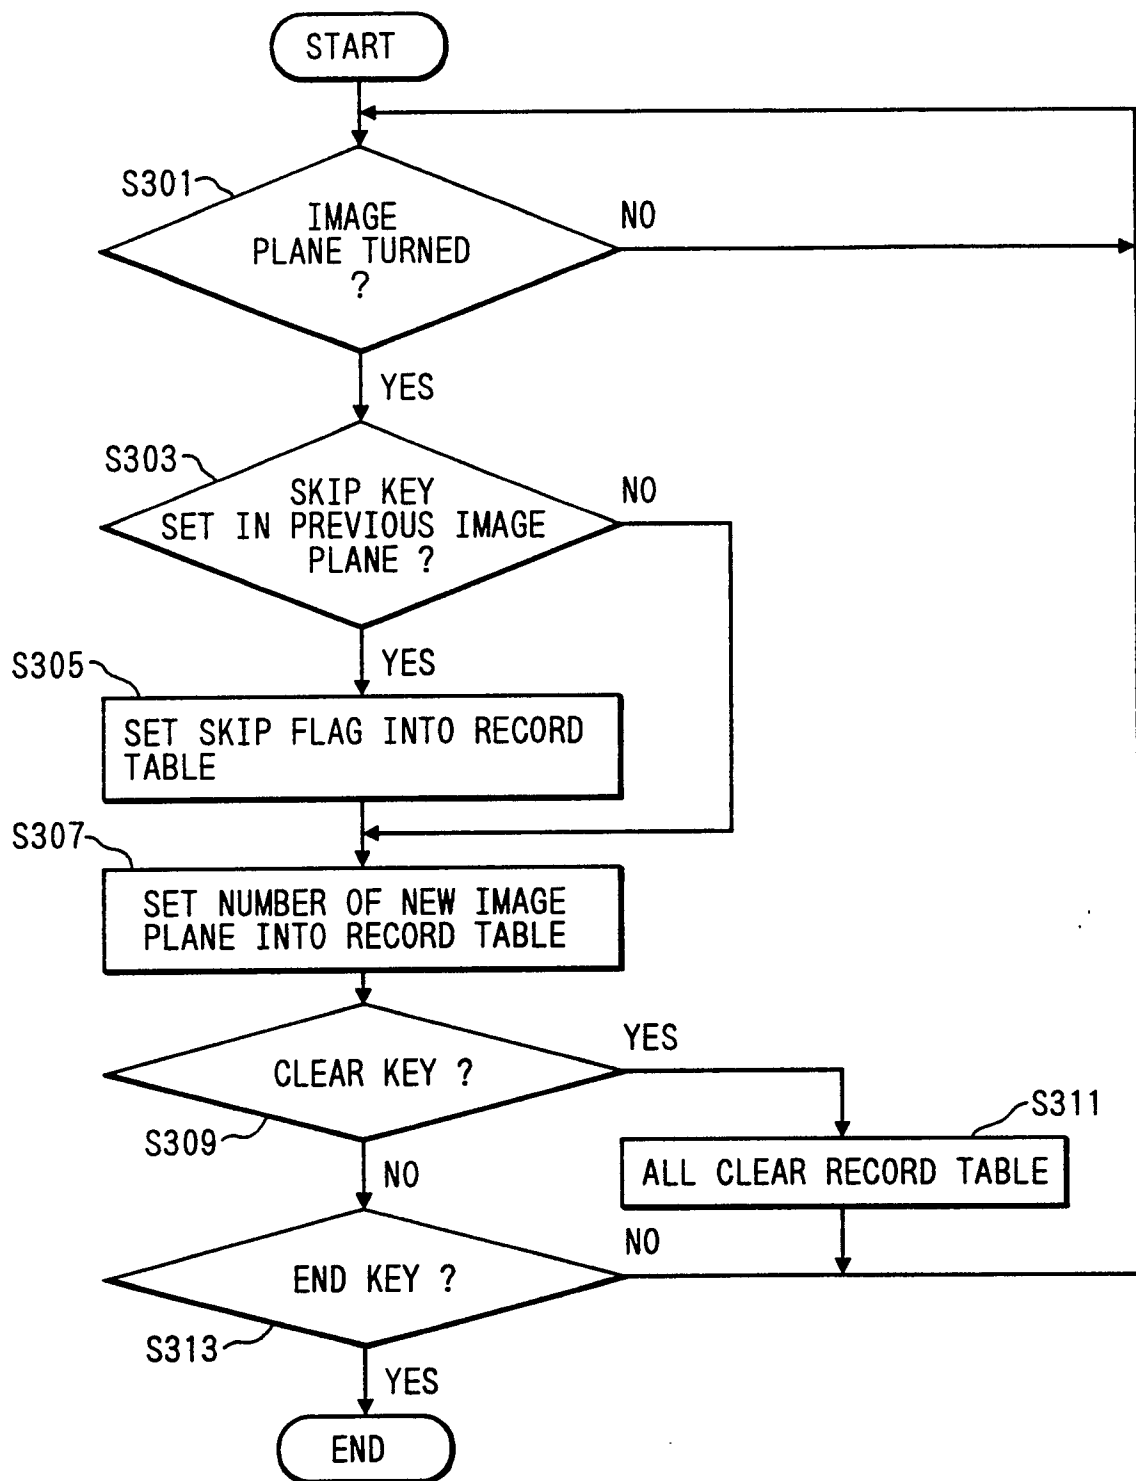 START
S301
IMAGE
PLANE TURNED
?
NO
YES
S303
SKIP KEY
SET IN PREVIOUS IMAGE
PLANE ?
NO
YES
S305
SET SKIP FLAG INTO RECORD
TABLE
S307
SET NUMBER OF NEW IMAGE
PLANE INTO RECORD TABLE
CLEAR KEY ?
YES
S309
NO
S311
ALL CLEAR RECORD TABLE
END KEY ?
NO
S313
YES
END